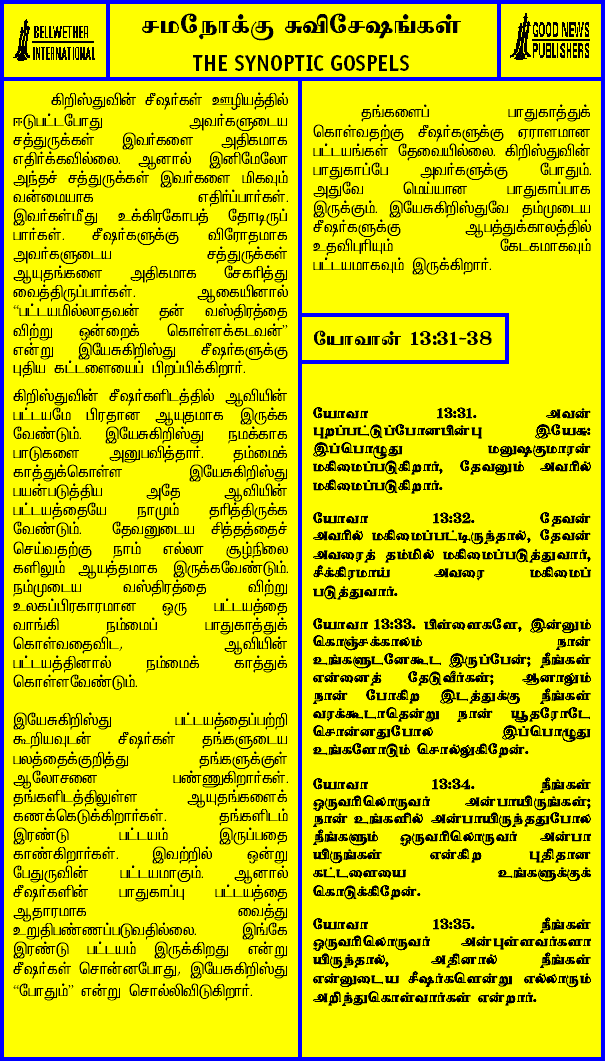 BELLWETHER
INTERNATIONAL
சமநோக்கு சுவிசேஷங்கள்
THE SYNOPTIC GOSPELS
GOOD NEWS
PUBLISHERS
கிறிஸ்துவின் சீஷர்கள் ஊழியத்தில்
ஈடுபட்டபோது அவர்களுடைய
சத்துருக்கள் இவர்களை அதிகமாக
எதிர்க்கவில்லை. ஆனால் இனிமேலோ
அந்தச் சத்துருக்கள் இவர்களை மிகவும்
வன்மையாக எதிர்ப்பார்கள்.
இவர்கள்மீது உக்கிரகோபத் தோடிருப்
பார்கள். சீஷர்களுக்கு விரோதமாக
அவர்களுடைய சத்துருக்கள்
ஆயுதங்களை அதிகமாக சேகரித்து
வைத்திருப்பார்கள். ஆகையினால்
“பட்டயமில்லாதவன் தன் வஸ்திரத்தை
விற்று ஒன்றைக் கொள்ளக்கடவன்”
என்று இயேசுகிறிஸ்து சீஷர்களுக்கு
புதிய கட்டளையைப் பிறப்பிக்கிறார்.
கிறிஸ்துவின் சீஷர்களிடத்தில் ஆவியின்
பட்டயமே பிரதான ஆயுதமாக இருக்க
வேண்டும். இயேசுகிறிஸ்து நமக்காக
பாடுகளை அனுபவித்தார். தம்மைக்
காத்துக்கொள்ள இயேசுகிறிஸ்து
பயன்படுத்திய அதே ஆவியின்
பட்டயத்தையே நாமும் தரித்திருக்க
வேண்டும். தேவனுடைய சித்தத்தைச்
செய்வதற்கு நாம் எல்லா சூழ்நிலை
களிலும் ஆயத்தமாக இருக்கவேண்டும்.
நம்முடைய வஸ்திரத்தை விற்று
உலகப்பிரகாரமான ஒரு பட்டயத்தை
வாங்கி நம்மைப் பாதுகாத்துக்
கொள்வதைவிட, ஆவியின்
பட்டயத்தினால் நம்மைக் காத்துக்
கொள்ளவேண்டும்.
இயேசுகிறிஸ்து பட்டயத்தைப்பற்றி
கூறியவுடன் சீஷர்கள் தங்களுடைய
பலத்தைக்குறித்து தங்களுக்குள்
ஆலோசனை பண்ணுகிறார்கள்.
தங்களிடத்திலுள்ள ஆயுதங்களைக்
கணக்கெடுக்கிறார்கள். தங்களிடம்
இரண்டு பட்டயம் இருப்பதை
காண்கிறார்கள். இவற்றில் ஒன்று
பேதுருவின் பட்டயமாகும். ஆனால்
சீஷர்களின் பாதுகாப்பு பட்டயத்தை
ஆதாரமாக வைத்து
உறுதிபண்ணப்படுவதில்லை. இங்கே
இரண்டு பட்டயம் இருக்கிறது என்று
சீஷர்கள் சொன்னபோது, இயேசுகிறிஸ்து
“போதும்” என்று சொல்லிவிடுகிறார்.
தங்களைப் பாதுகாத்துக்
கொள்வதற்கு சீஷர்களுக்கு ஏராளமான
பட்டயங்கள் தேவையில்லை. கிறிஸ்துவின்
பாதுகாப்பே அவர்களுக்கு போதும்.
அதுவே மெய்யான பாதுகாப்பாக
இருக்கும். இயேசுகிறிஸ்துவே தம்முடைய
சீஷர்களுக்கு ஆபத்துக்காலத்தில்
உதவிபுரியும் கேடகமாகவும்
பட்டயமாகவும் இருக்கிறார்.
யோவான் 13:31-38
யோவா 13:31. அவன்
புறப்பட்டுப்போனபின்பு இயேசு:
இப்பொழுது மனுஷகுமாரன்
மகிமைப்படுகிறார், தேவனும் அவரில்
மகிமைப்படுகிறார்.
யோவா 13:32. தேவன்
அவரில் மகிமைப்பட்டிருந்தால், தேவன்
அவரைத் தம்மில் மகிமைப்படுத்துவார்,
சீக்கிரமாய் அவரை மகிமைப்
படுத்துவார்.
யோவா 13:33. பிள்ளைகளே, இன்னும்
கொஞ்சக்காலம் நான்
உங்களுடனேகூட இருப்பேன்; நீங்கள்
என்னைத் தேடுவீர்கள்; ஆனாலும்
நான் போகிற இடத்துக்கு நீங்கள்
வரக்கூடாதென்று நான் யூதரோடே
சொன்னதுபோல் இப்பொழுது
உங்களோடும் சொல்லுகிறேன்.
யோவா 13:34. நீங்கள்
ஒருவரிலொருவர் அன்பாயிருங்கள்;
நான் உங்களில் அன்பாயிருந்ததுபோல்
நீங்களும் ஒருவரிலொருவர் அன்பா
யிருங்கள் என்கிற புதிதான
கட்டளையை உங்களுக்குக்
கொடுக்கிறேன்.
யோவா 13:35. நீங்கள்
ஒருவரிலொருவர் அன்புள்ளவர்களா
யிருந்தால், அதினால் நீங்கள்
என்னுடைய சீஷர்களென்று எல்லாரும்
அறிந்துகொள்வார்கள் என்றார்.